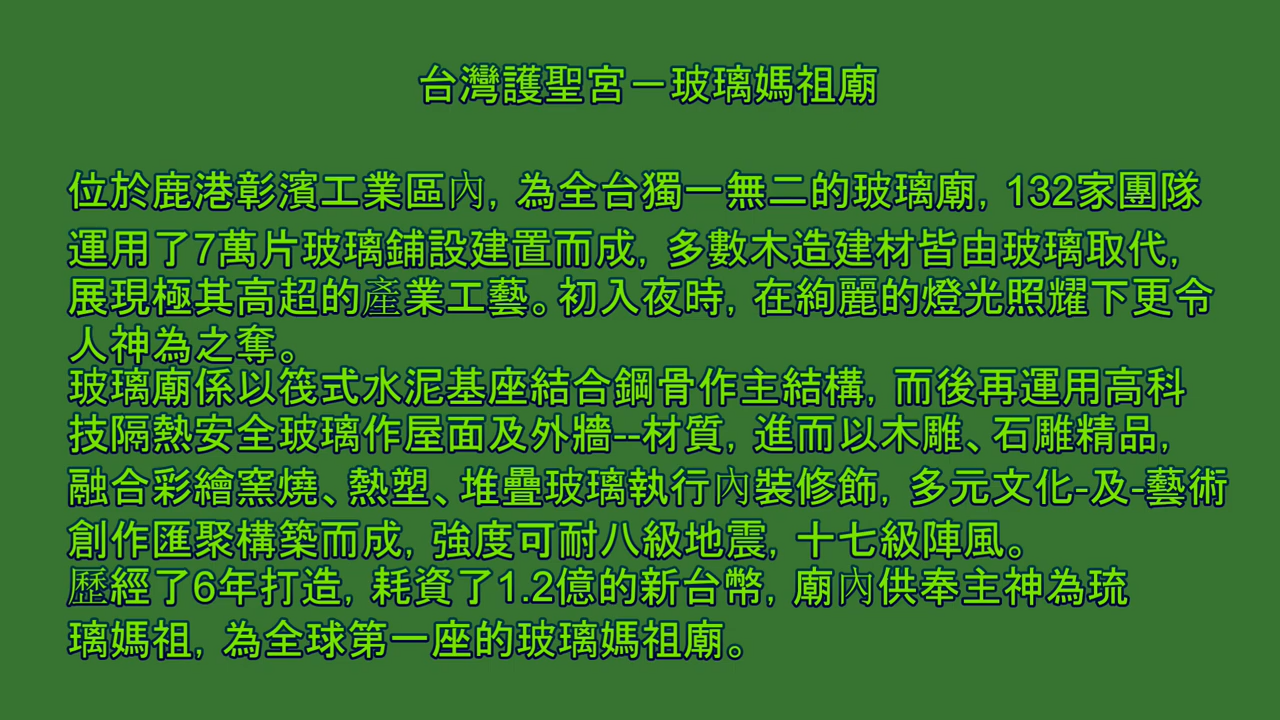 台灣護聖宮－玻璃媽祖廟
位於鹿港彰濱工業區內, 為全台獨一無二的玻璃廟, 132家團隊
運用了7萬片玻璃鋪設建置而成, 多數木造建材皆由玻璃取代,
展現極其高超的產業工藝。初入夜時, 在絢麗的燈光照耀下更令
人神為之奪。
玻璃廟係以筏式水泥基座結合鋼骨作主結構, 而後再運用高科
技隔熱安全玻璃作屋面及外牆--材質, 進而以木雕、石雕精品,
融合彩繪窯燒、熱塑、堆疊玻璃執行內裝修飾, 多元文化-及-藝術
創作匯聚構築而成, 強度可耐八級地震, 十七級陣風。
歷經了6年打造, 耗資了1.2億的新台幣, 廟內供奉主神為琉
璃媽祖, 為全球第一座的玻璃媽祖廟。